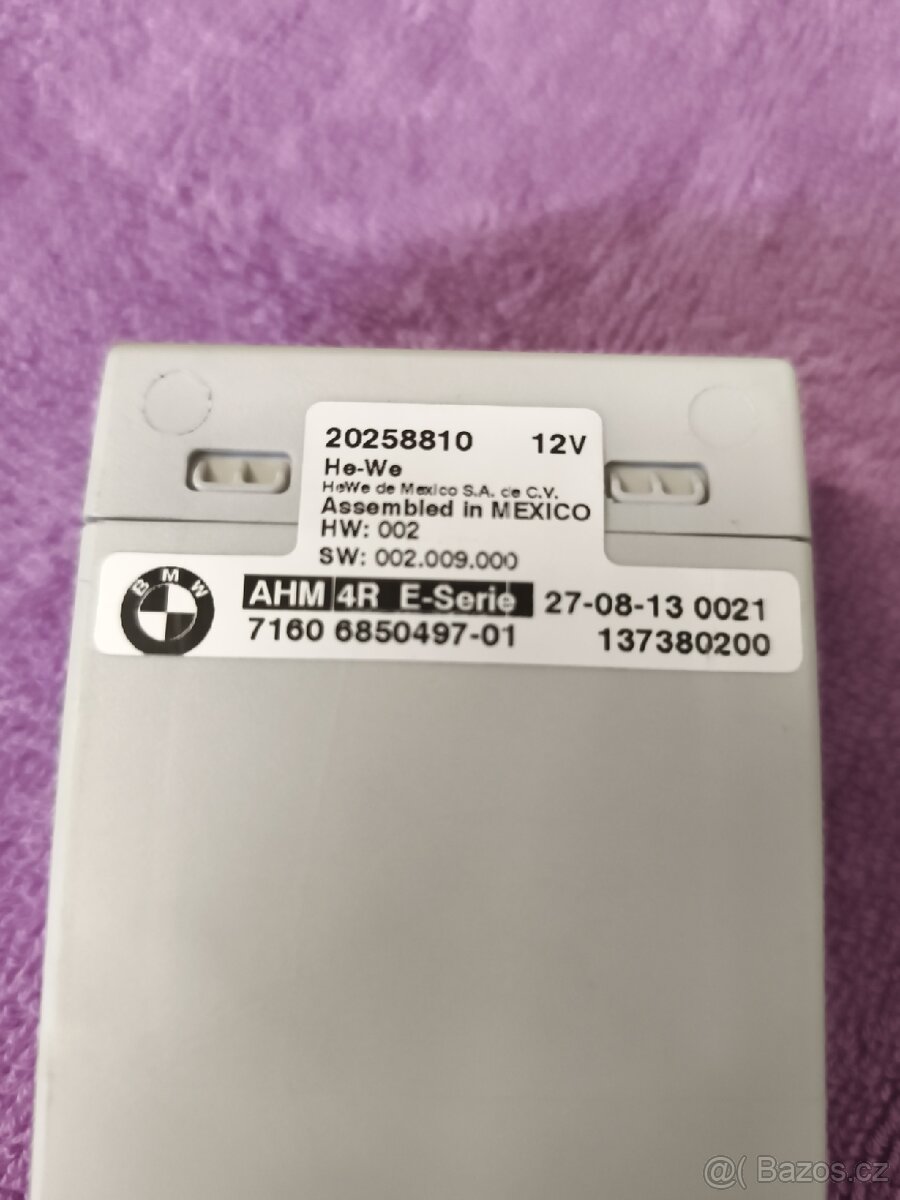 20258810 12V
He-We
HeWe de Mexico S.A. de C.V.
Assembled in MEXICO
HW: 002
SW: 002.009.000
BMW
AHM 4R E-Serie 27-08-13 0021
7160 6850497-01 137380200
@( Bazos.cz